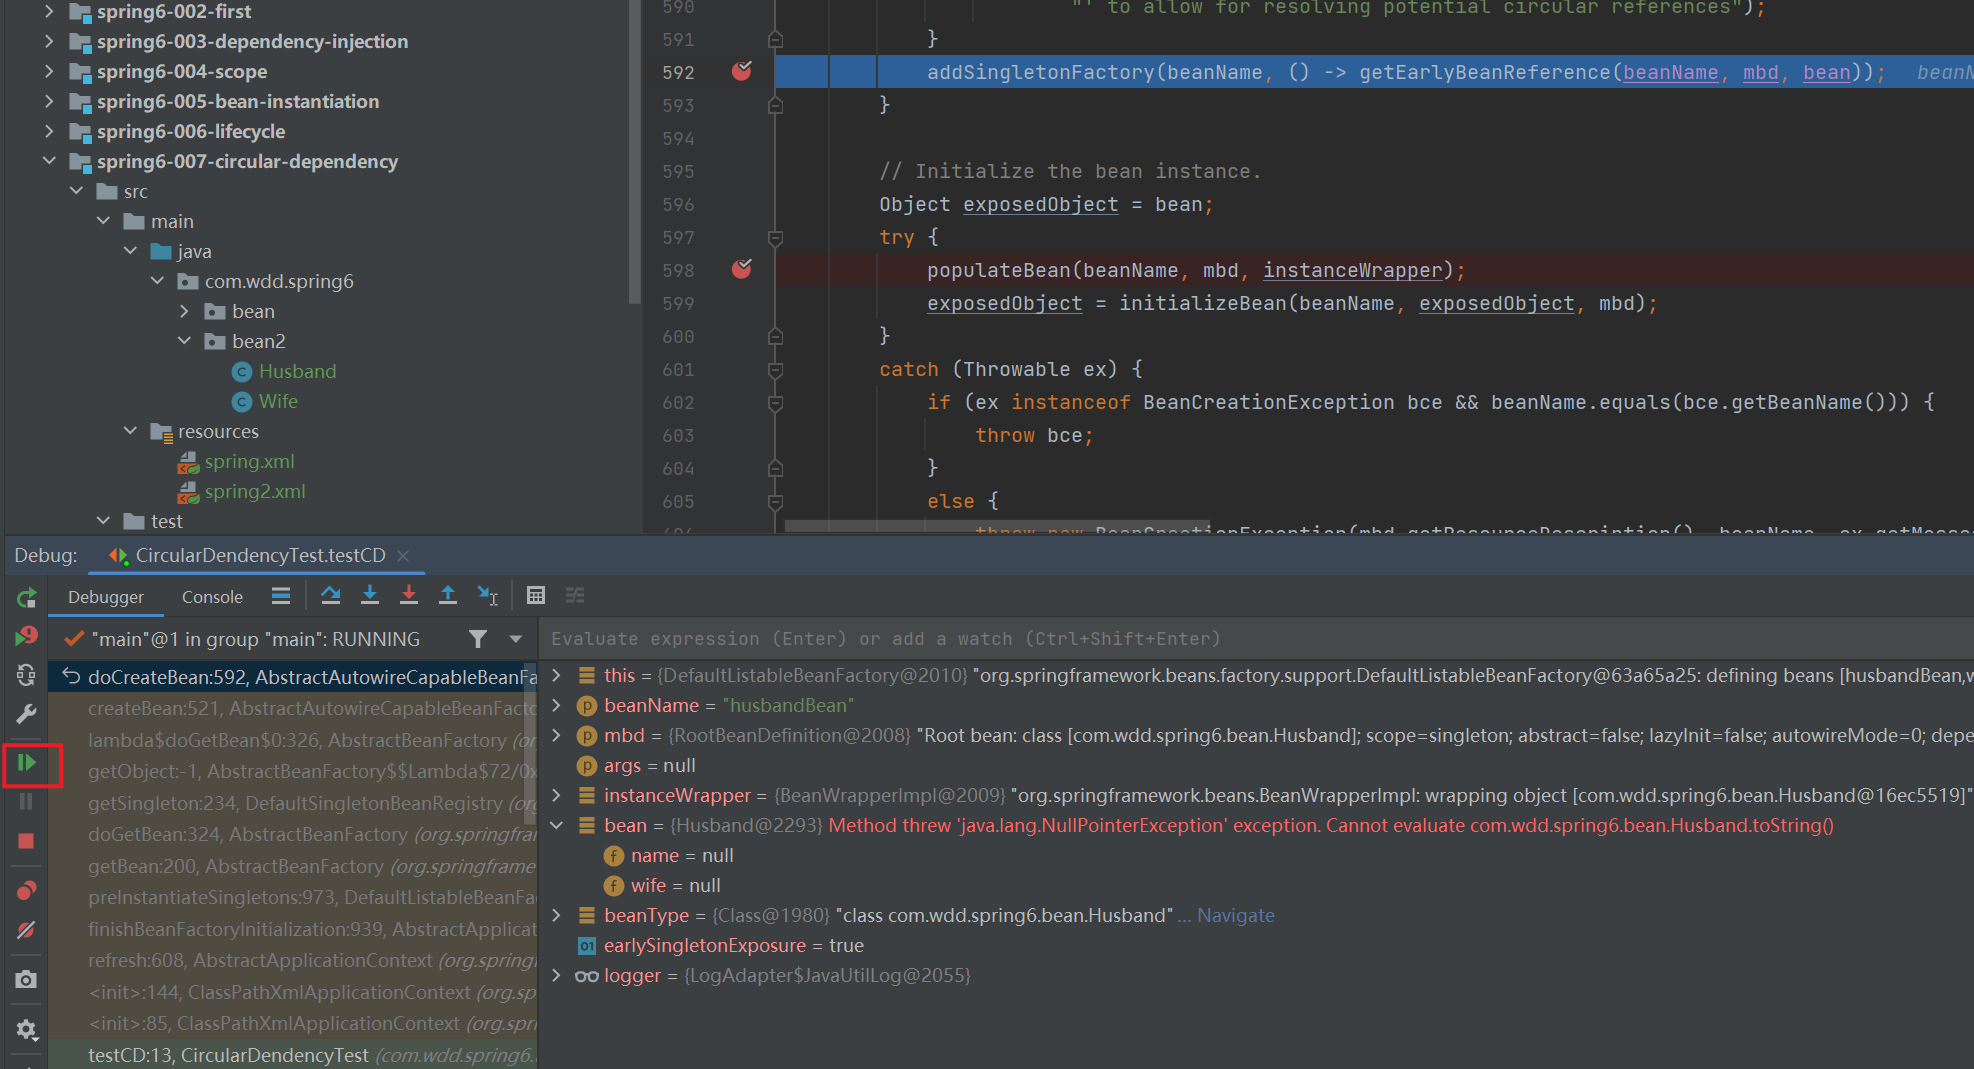 spring6-002-first
spring6-003-dependency-injection
spring6-004-scope
spring6-005-bean-instantiation
spring6-006-lifecycle
spring6-007-circular-dependency
src
main
java
com.wdd.spring6
bean
bean2
Husband
Wife
resources
spring.xml
spring2.xml
test
590 "' to allow for resolving potential circular references");
591 }
592 addSingletonFactory(beanName, () -> getEarlyBeanReference(beanName, mbd, bean));
593 }
594
595 // Initialize the bean instance.
596 Object exposedObject = bean;
597 try {
598 populateBean(beanName, mbd, instanceWrapper);
599 exposedObject = initializeBean(beanName, exposedObject, mbd);
600 }
601 catch (Throwable ex) {
602 if (ex instanceof BeanCreationException bce && beanName.equals(bce.getBeanName())) {
603 throw bce;
604 }
605 else {
Debug: CircularDendencyTest.testCD
Debugger Console
"main"@1 in group "main": RUNNING
doCreateBean:592, AbstractAutowireCapableBeanFa
createBean:521, AbstractAutowireCapableBeanFacto
lambda$doGetBean$0:326, AbstractBeanFactory (or
getObject:-1, AbstractBeanFactory$$Lambda$72/0x
getSingleton:234, DefaultSingletonBeanRegistry (org
doGetBean:324, AbstractBeanFactory (org.springfram
getBean:200, AbstractBeanFactory (org.springframe
preInstantiateSingletons:973, DefaultListableBeanFa
finishBeanFactoryInitialization:939, AbstractApplicat
refresh:608, AbstractApplicationContext (org.springf
<init>:144, ClassPathXmlApplicationContext (org.sp
<init>:85, ClassPathXmlApplicationContext (org.spri
testCD:13, CircularDendencyTest (com.wdd.spring6.
Evaluate expression (Enter) or add a watch (Ctrl+Shift+Enter)
this = {DefaultListableBeanFactory@2010} "org.springframework.beans.factory.support.DefaultListableBeanFactory@63a65a25: defining beans [husbandBean,w
beanName = "husbandBean"
mbd = {RootBeanDefinition@2008} "Root bean: class [com.wdd.spring6.bean.Husband]; scope=singleton; abstract=false; lazyInit=false; autowireMode=0; depe
args = null
instanceWrapper = {BeanWrapperImpl@2009} "org.springframework.beans.BeanWrapperImpl: wrapping object [com.wdd.spring6.bean.Husband@16ec5519]"
bean = {Husband@2293} Method threw 'java.lang.NullPointerException' exception. Cannot evaluate com.wdd.spring6.bean.Husband.toString()
name = null
wife = null
beanType = {Class@1980} "class com.wdd.spring6.bean.Husband" ... Navigate
earlySingletonExposure = true
logger = {LogAdapter$JavaUtilLog@2055}